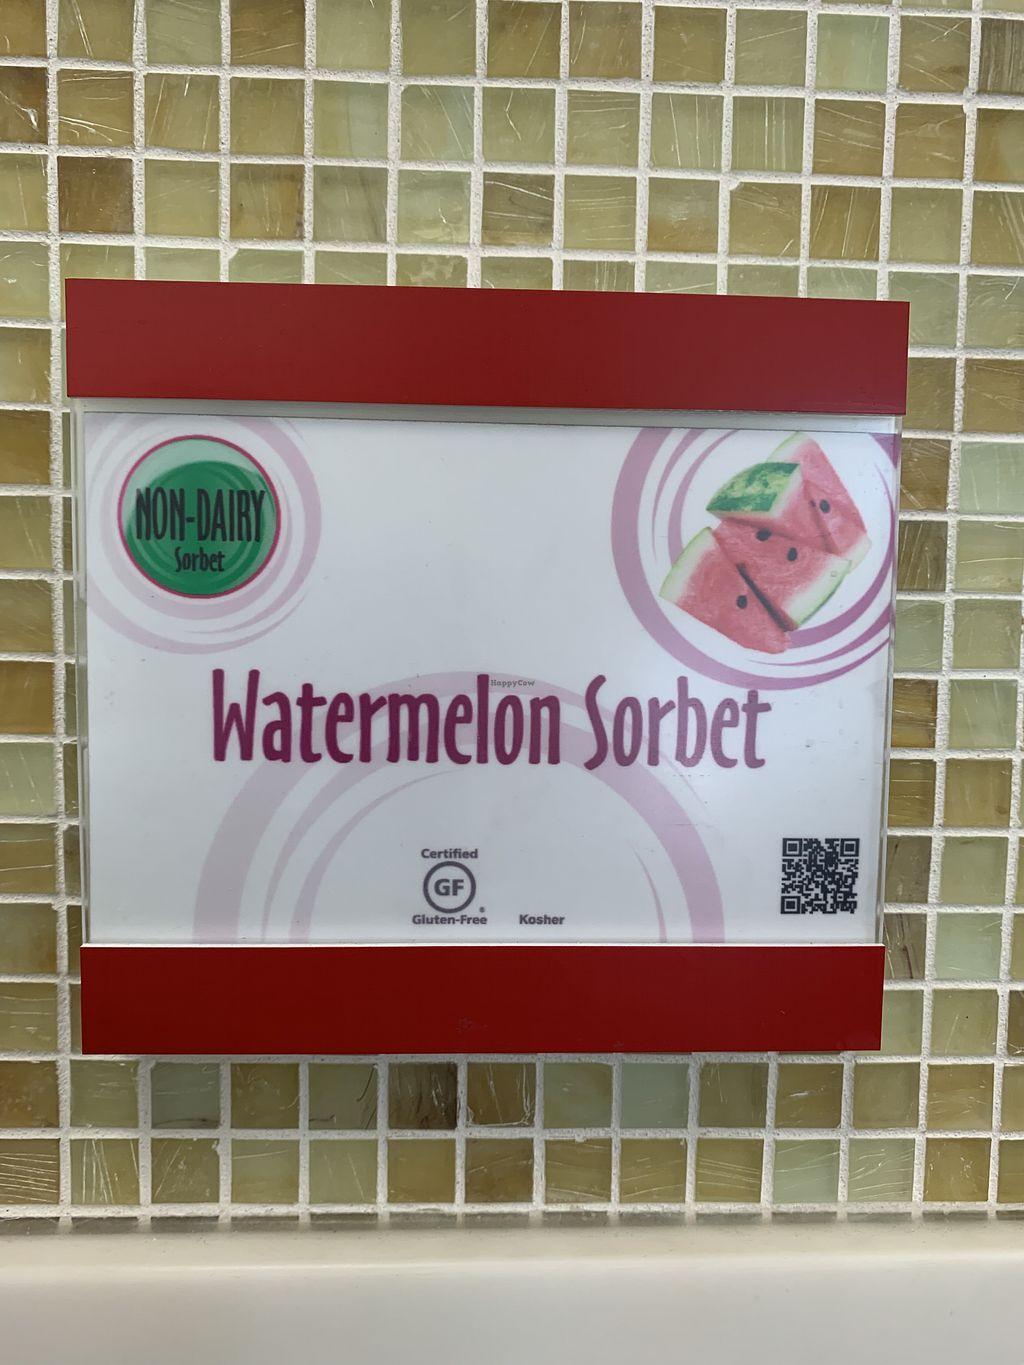 NON-DAIRY
Sorbet
HappyCow
Watermelon Sorbet
Certified
GF
®
Gluten-Free
Kosher